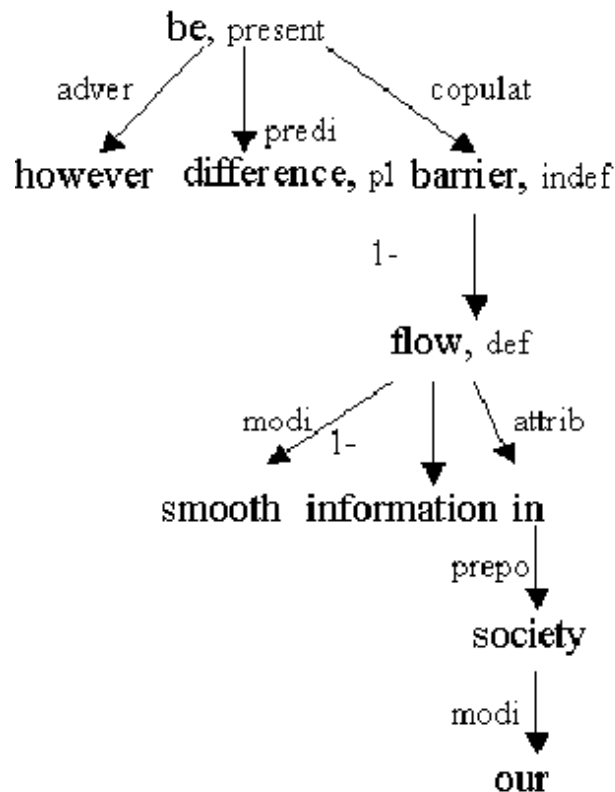 be, present
adver
copulat
predi
however difference, pl barrier, indef
1-
flow, def
modi
attrib
1-
smooth information in
prepo
society
modi
our